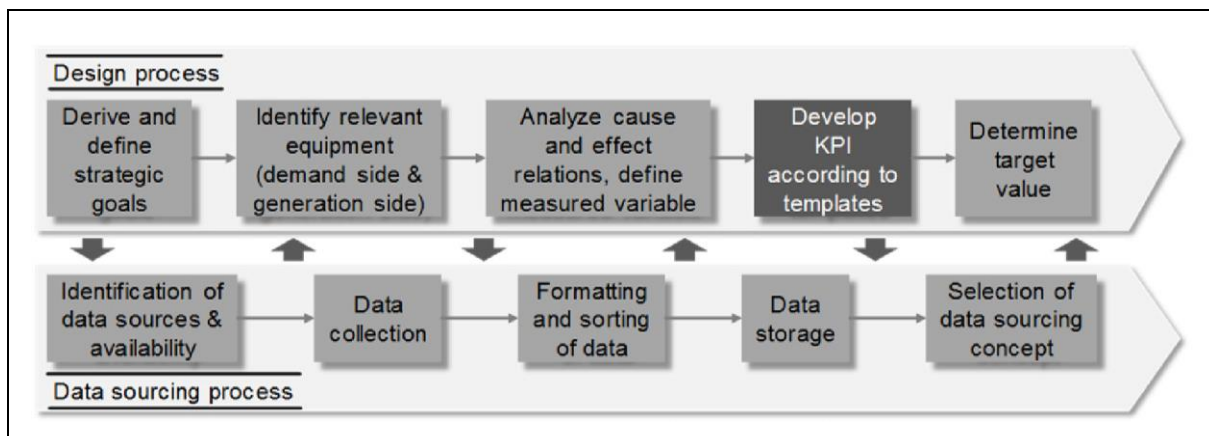 Design process
Derive and
define
strategic
goals
Identify relevant
equipment
(demand side &
generation side)
Analyze cause
and effect
relations, define
measured variable
Develop
KPI
according to
templates
Determine
target
value
Identification of
data sources &
availability
Data
collection
Formatting
and sorting
of data
Data
storage
Selection of
data sourcing
concept
Data sourcing process